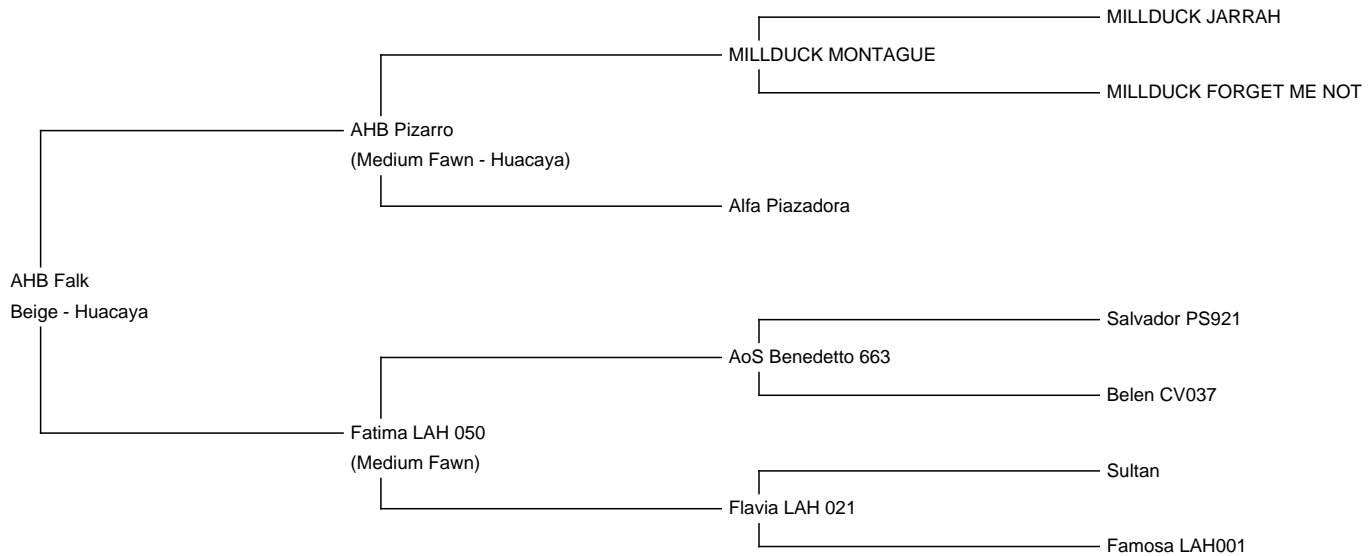 MILLDUCK JARRAH
MILLDUCK MONTAGUE
MILLDUCK FORGET ME NOT
AHB Pizarro
(Medium Fawn - Huacaya)
Alfa Piazadora
AHB Falk
Beige - Huacaya
Salvador PS921
AoS Benedetto 663
Belen CV037
Fatima LAH 050
(Medium Fawn)
Sultan
Flavia LAH 021
Famosa LAH001